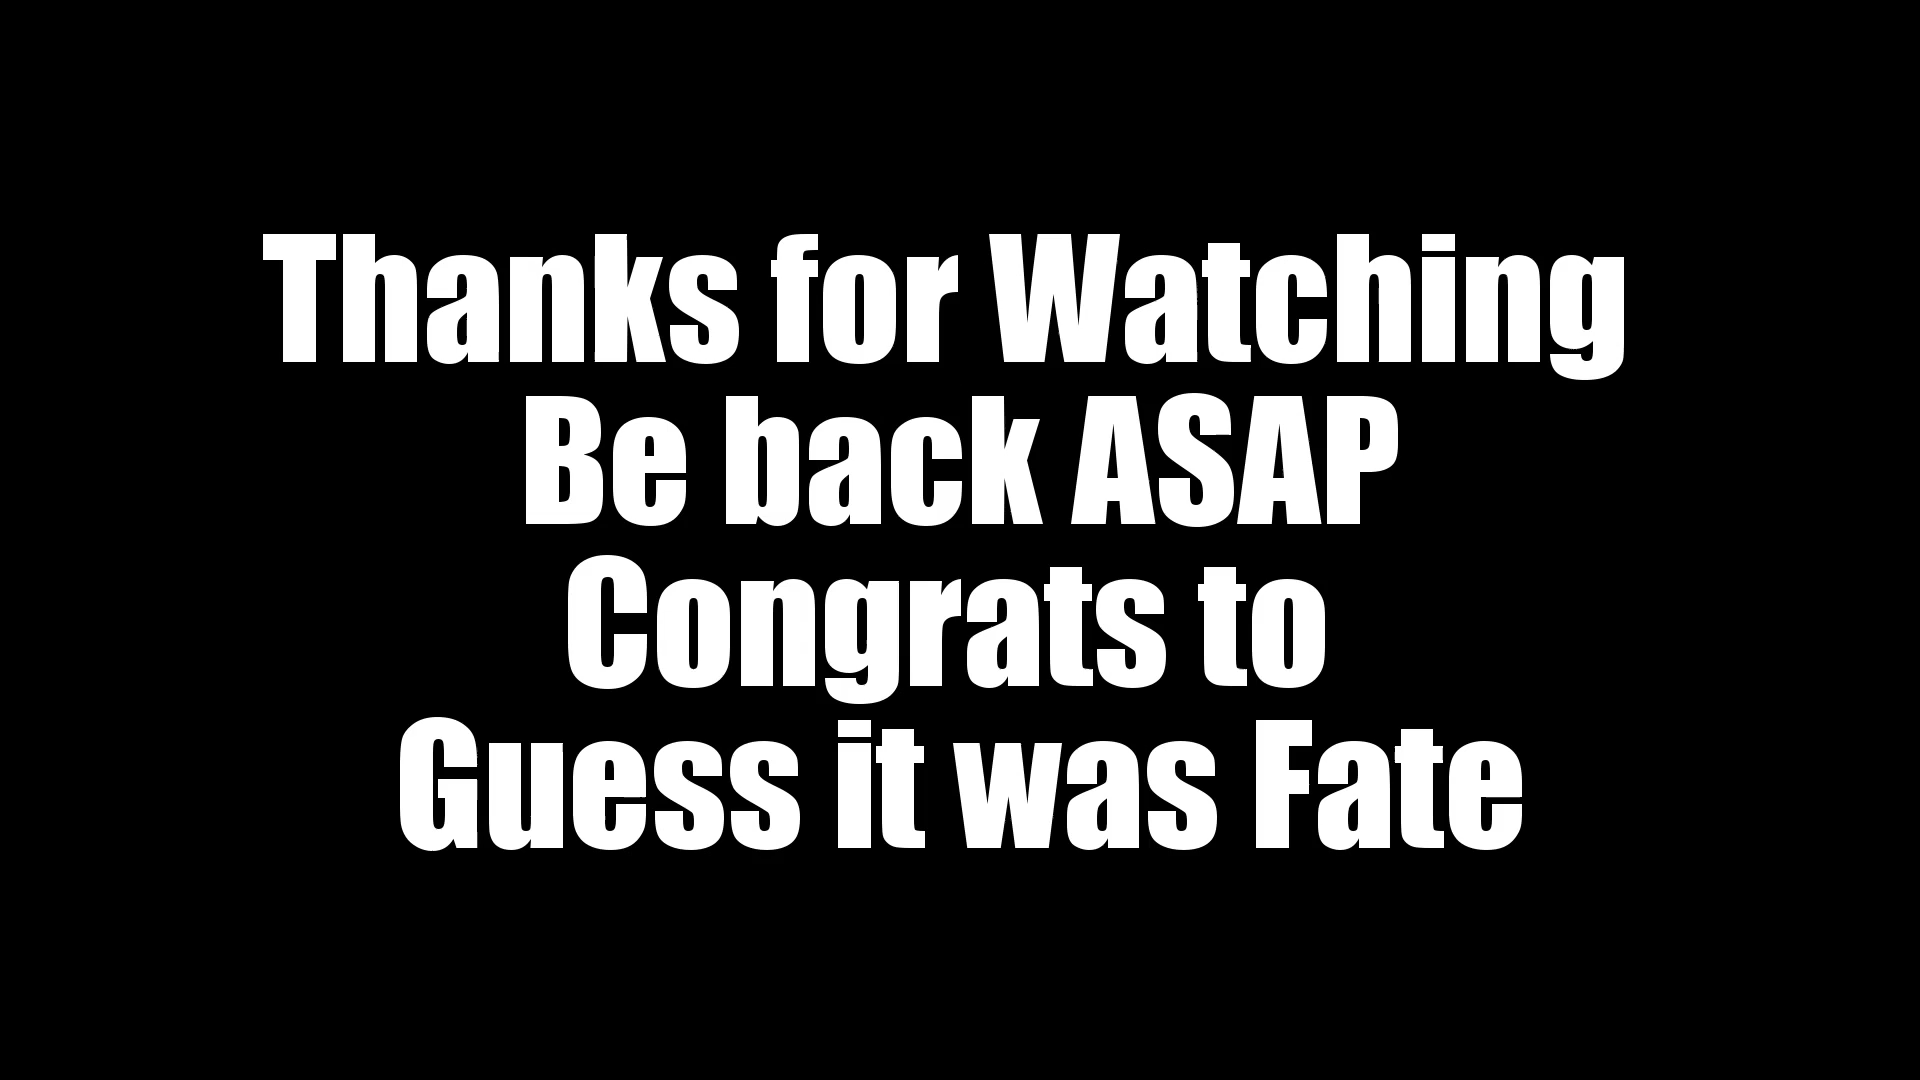 Thanks for Watching
Be back ASAP
Congrats to
Guess it was Fate